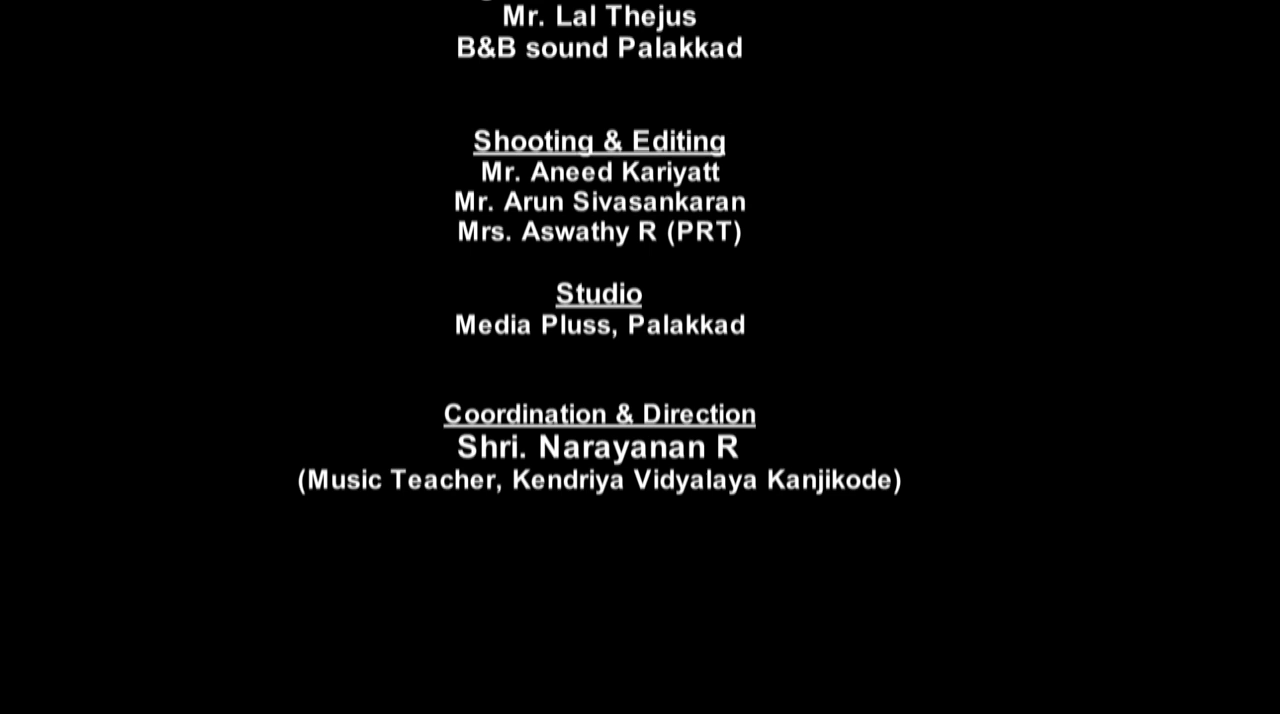 Mr. Lal Thejus
B&B sound Palakkad
Shooting & Editing
Mr. Aneed Kariyatt
Mr. Arun Sivasankaran
Mrs. Aswathy R (PRT)
Studio
Media Pluss, Palakkad
Coordination & Direction
Shri. Narayanan R
(Music Teacher, Kendriya Vidyalaya Kanjikode)